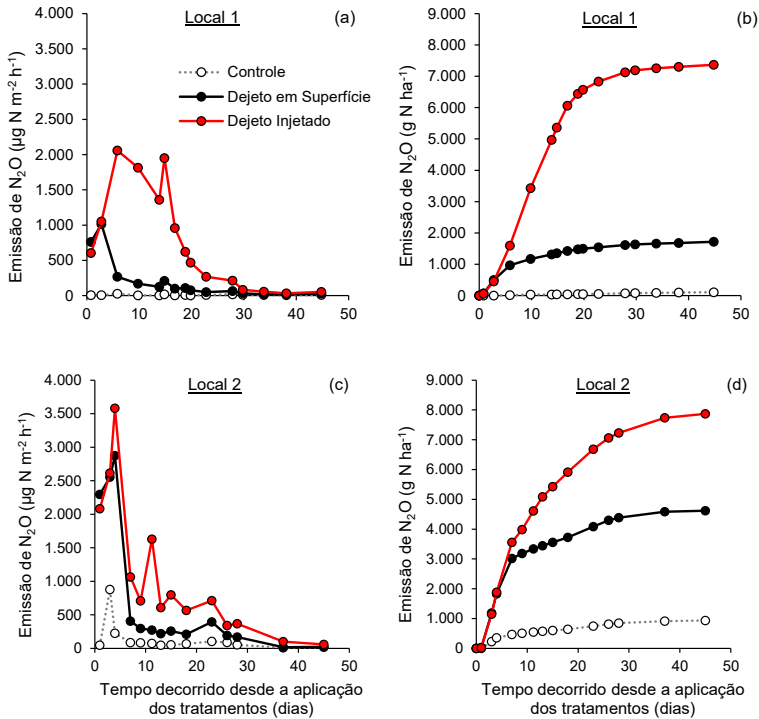 Local 1
(a)
4.000
3.500
3.000
2.500
2.000
1.500
1.000
500
0
Emissão de N₂O (µg N m⁻² h⁻¹)
Controle
Dejeto em Superfície
Dejeto Injetado
0 10 20 30 40 50
Local 1
(b)
9.000
8.000
7.000
6.000
5.000
4.000
3.000
2.000
1.000
0
Emissão de N₂O (g N ha⁻¹)
0 10 20 30 40 50
Local 2
(c)
4.000
3.500
3.000
2.500
2.000
1.500
1.000
500
0
Emissão de N₂O (µg N m⁻² h⁻¹)
0 10 20 30 40 50
Tempo decorrido desde a aplicação
dos tratamentos (dias)
Local 2
(d)
9.000
8.000
7.000
6.000
5.000
4.000
3.000
2.000
1.000
0
Emissão de N₂O (g N ha⁻¹)
0 10 20 30 40 50
Tempo decorrido desde a aplicação
dos tratamentos (dias)